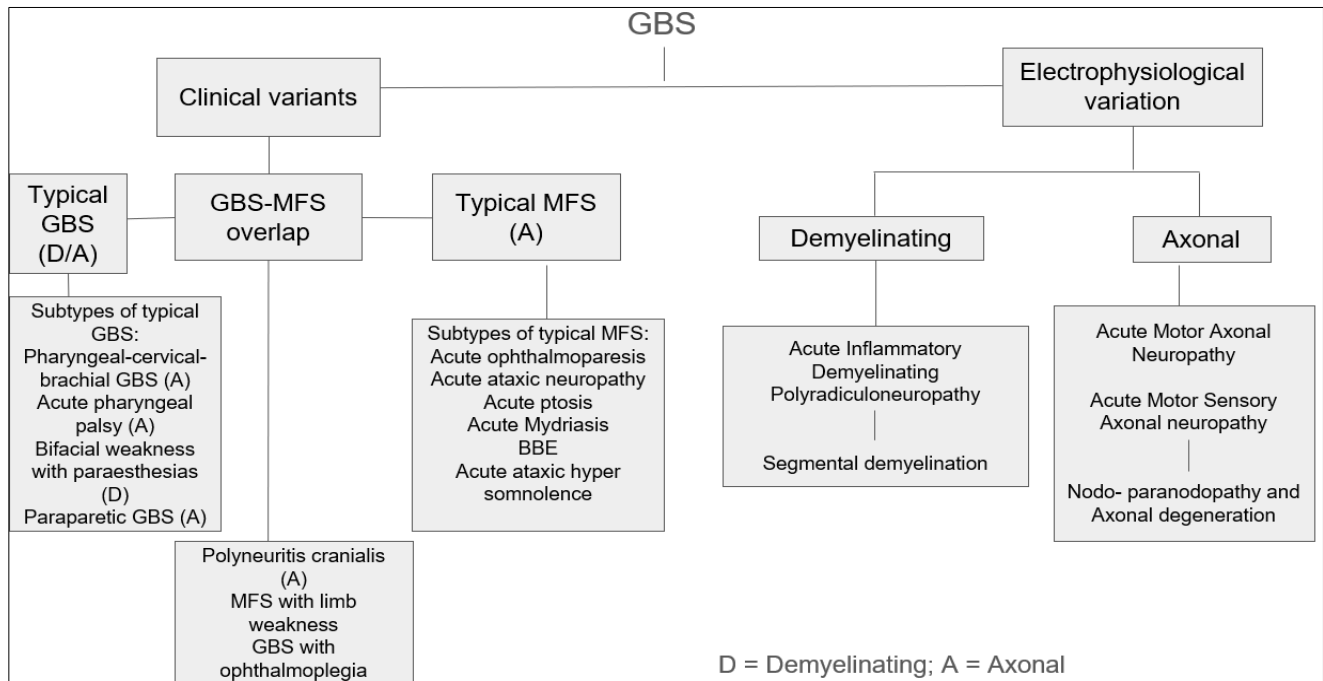 GBS
Clinical variants
Electrophysiological
variation
Typical
GBS
(D/A)
GBS-MFS
overlap
Typical MFS
(A)
Demyelinating
Axonal
Subtypes of typical
GBS:
Pharyngeal-cervical-
brachial GBS (A)
Acute pharyngeal
palsy (A)
Bifacial weakness
with paraesthesias
(D)
Paraparetic GBS (A)
Subtypes of typical MFS:
Acute ophthalmoparesis
Acute ataxic neuropathy
Acute ptosis
Acute Mydriasis
BBE
Acute ataxic hyper
somnolence
Acute Inflammatory
Demyelinating
Polyradiculoneuropathy
Segmental demyelination
Acute Motor Axonal
Neuropathy
Acute Motor Sensory
Axonal neuropathy
Nodo- paranodopathy and
Axonal degeneration
Polyneuritis cranialis
(A)
MFS with limb
weakness
GBS with
ophthalmoplegia
D = Demyelinating; A = Axonal